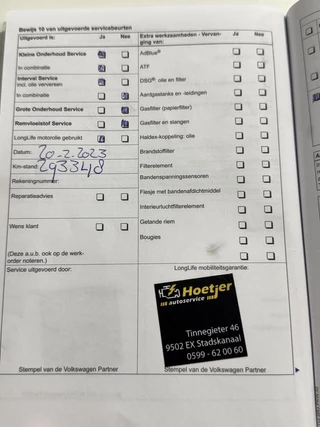 Bewijs 10 van uitgevoerde servicebeurten
Uitgevoerd is: Ja Nee
Kleine Onderhoud Service
In combinatie
Interval Service
incl. olie verversen
In combinatie
Grote Onderhoud Service
Remvloeistof Service
LongLife motorolie gebruikt
Datum: 20-2-2023
Km-stand: 293348
Rekeningnummer:
Reparatieadvies
Wens klant
(Deze a.u.b. ook op de werk-
order noteren.)
Service uitgevoerd door:
Stempel van de Volkswagen Partner
Extra werkzaamheden - Vervan- Ja Nee
ging van:
AdBlue®
ATF
DSG® olie en filter
Aardgastanks en -leidingen
Gasfilter (papierfilter)
Gasfilter en slangen
Haldex-koppeling: olie
Brandstoffilter
Filterelement
Bandenspanningssensoren
Flesje met bandenafdichtmiddel
Interieurluchtfilterelement
Getande riem
Bougies
LongLife mobiliteitsgarantie:
Hoetjer
autoservice
Tinnegieter 46
9502 EX Stadskanaal
0599 - 62 00 60
Stempel van de Volkswagen Partner